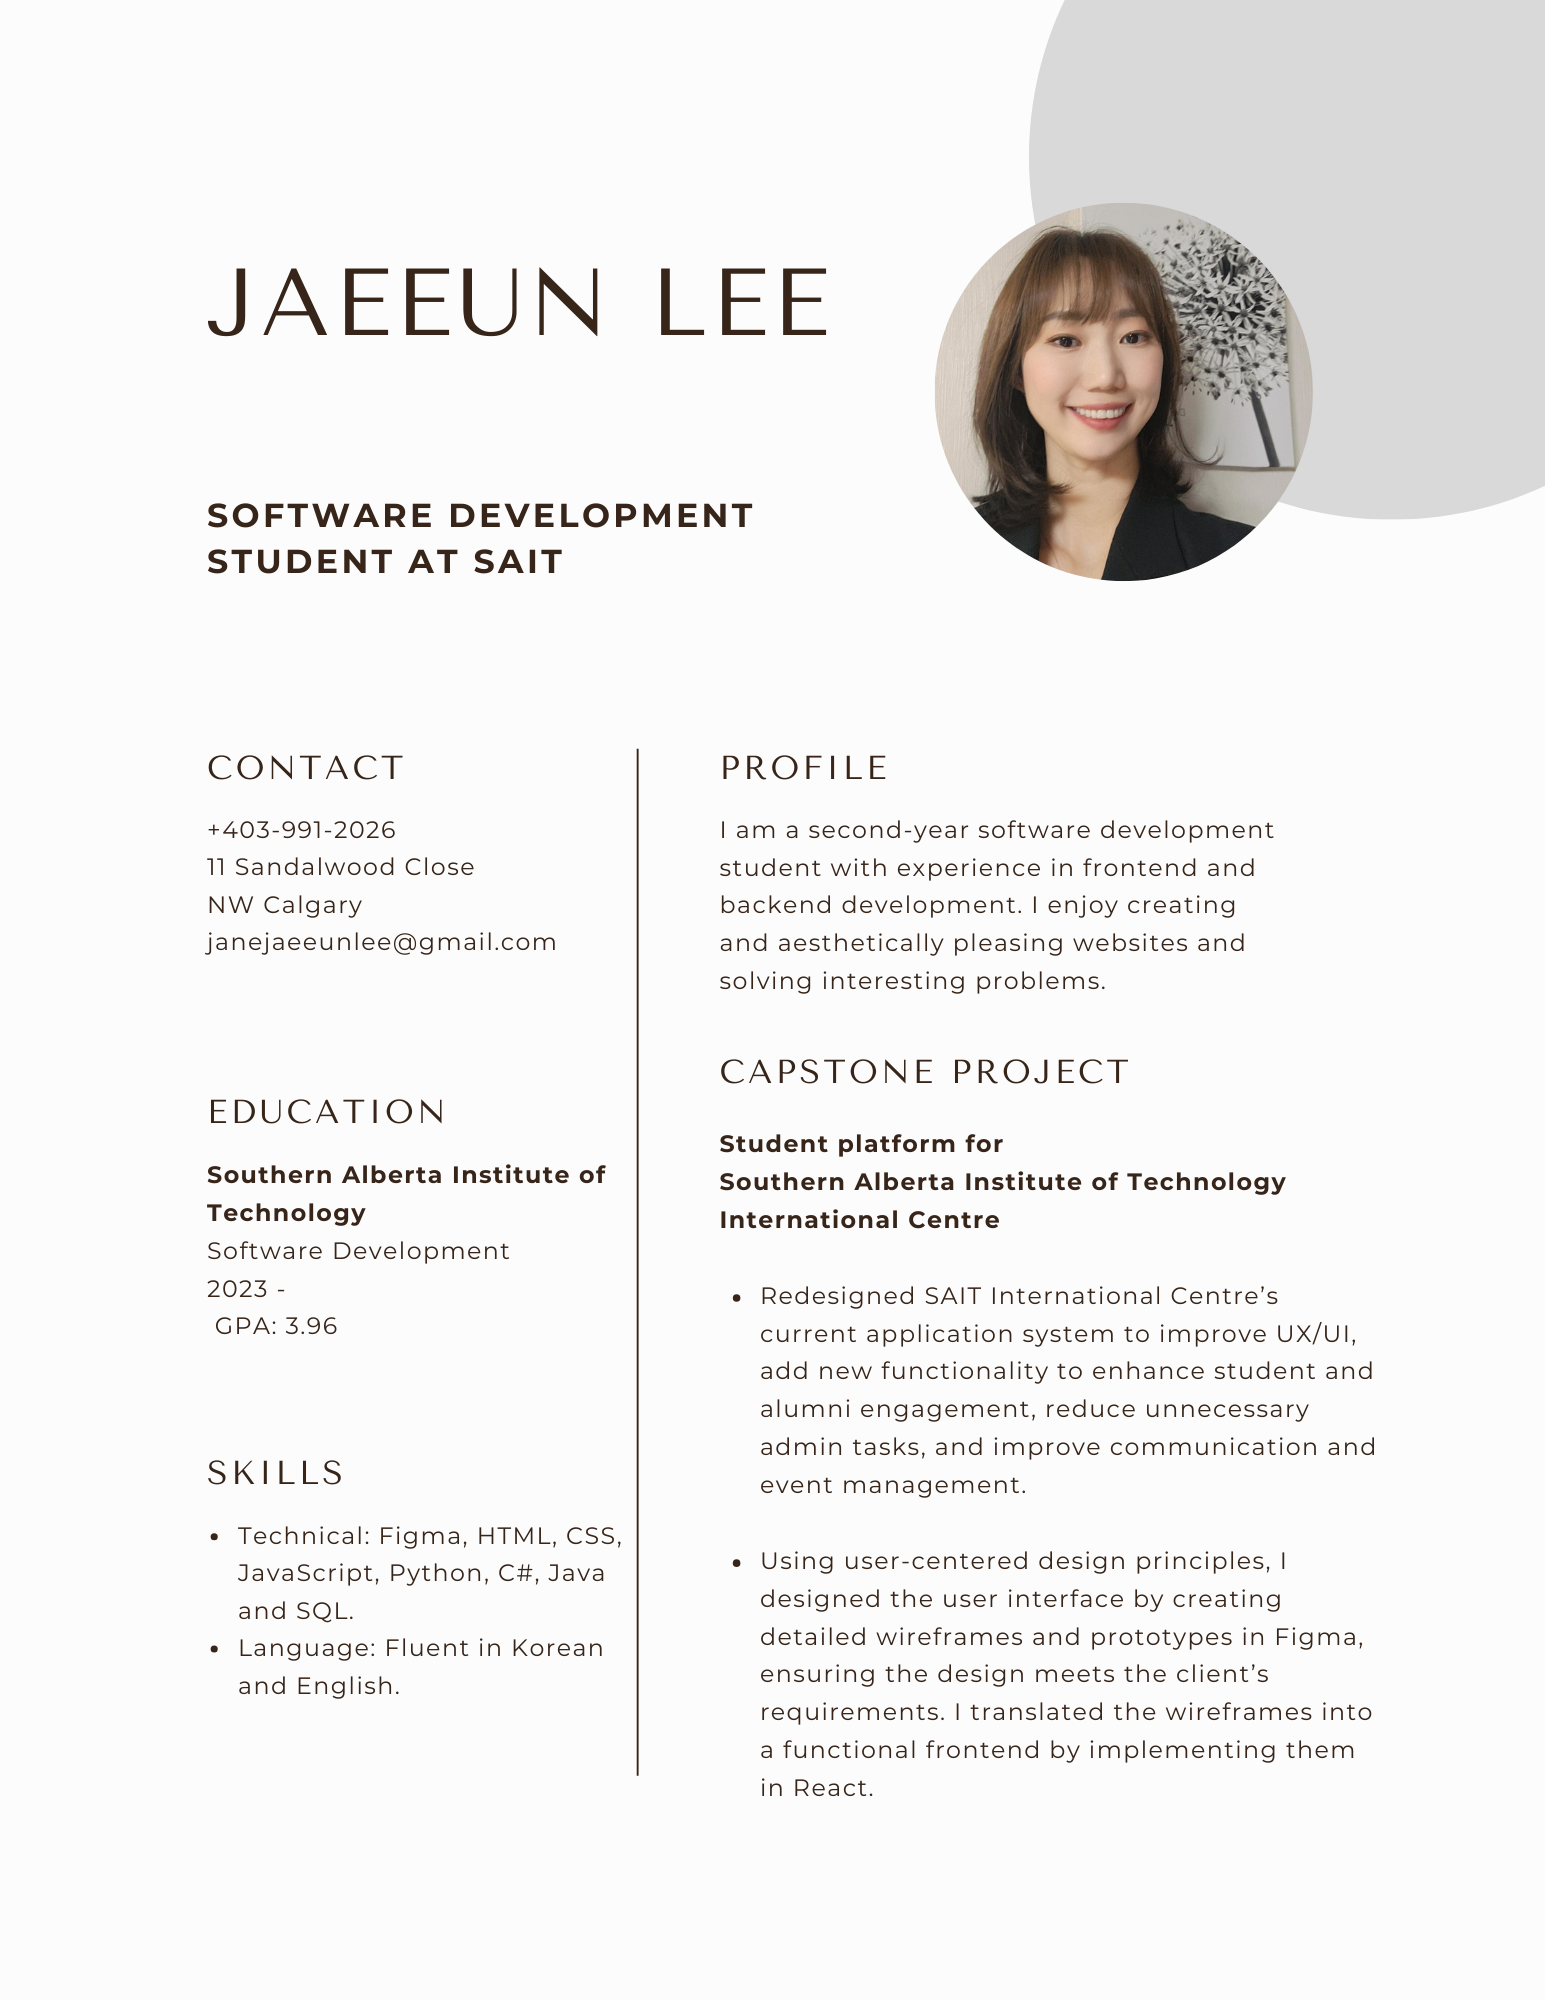 JAEEUN LEE
SOFTWARE DEVELOPMENT
STUDENT AT SAIT
CONTACT
+403-991-2026
11 Sandalwood Close
NW Calgary
janejaeeunlee@gmail.com
EDUCATION
Southern Alberta Institute of
Technology
Software Development
2023 -
GPA: 3.96
SKILLS
• Technical: Figma, HTML, CSS,
JavaScript, Python, C#, Java
and SQL.
• Language: Fluent in Korean
and English.
PROFILE
I am a second-year software development
student with experience in frontend and
backend development. I enjoy creating
and aesthetically pleasing websites and
solving interesting problems.
CAPSTONE PROJECT
Student platform for
Southern Alberta Institute of Technology
International Centre
• Redesigned SAIT International Centre’s
current application system to improve UX/UI,
add new functionality to enhance student and
alumni engagement, reduce unnecessary
admin tasks, and improve communication and
event management.
• Using user-centered design principles, I
designed the user interface by creating
detailed wireframes and prototypes in Figma,
ensuring the design meets the client’s
requirements. I translated the wireframes into
a functional frontend by implementing them
in React.